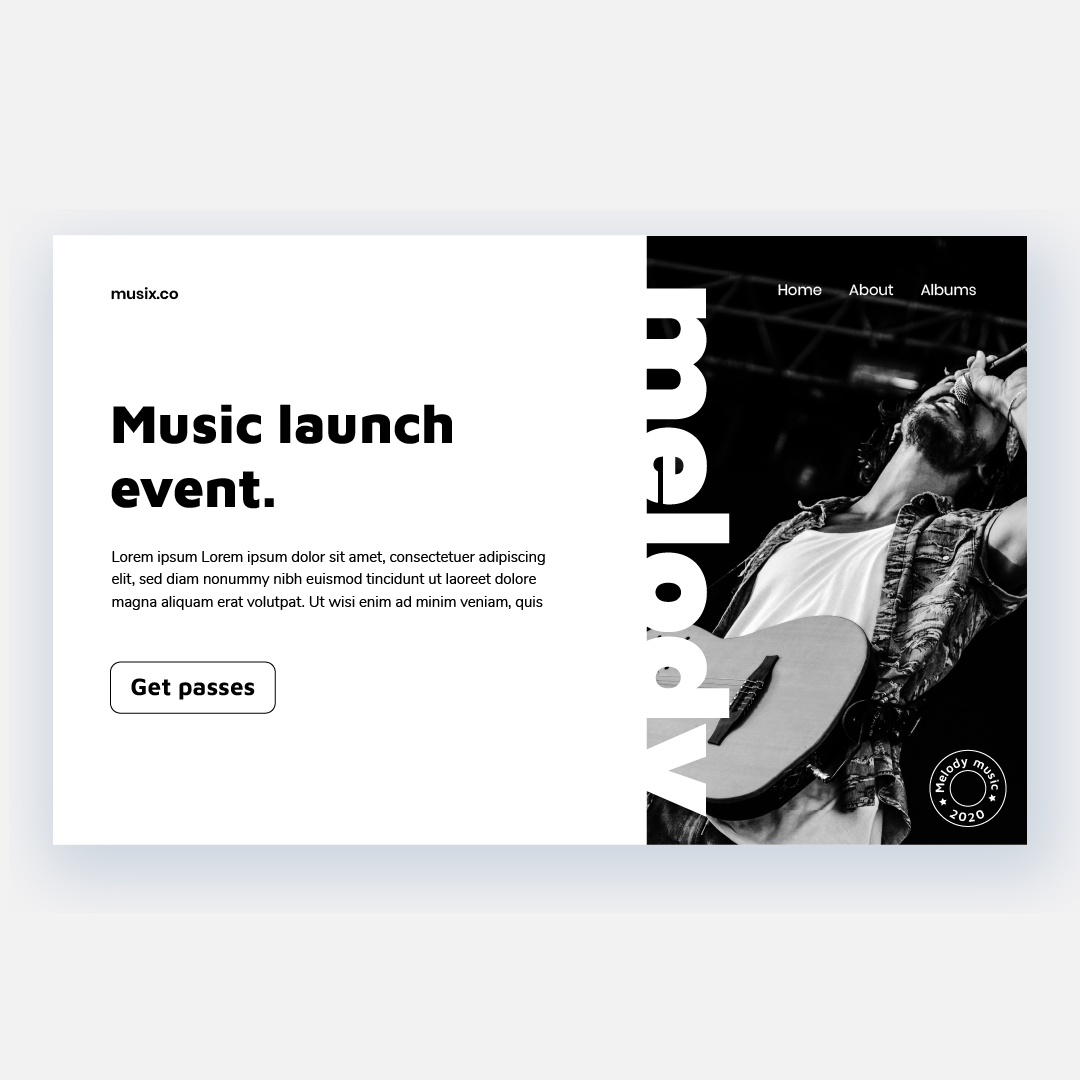 musix.co
Home About Albums
Music launch
event.
Lorem ipsum Lorem ipsum dolor sit amet, consectetuer adipiscing
elit, sed diam nonummy nibh euismod tincidunt ut laoreet dolore
magna aliquam erat volutpat. Ut wisi enim ad minim veniam, quis
Get passes
melody
Melody music
★ 2020 ★